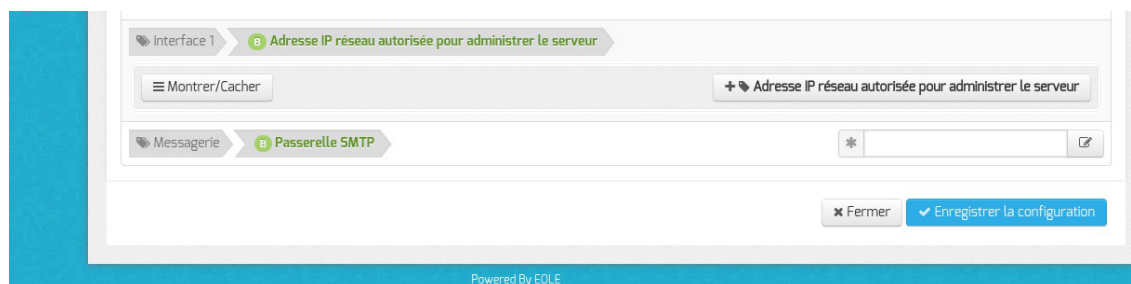 Interface 1 B Adresse IP réseau autorisée pour administrer le serveur
Montrer/Cacher + Adresse IP réseau autorisée pour administrer le serveur
Messagerie B Passerelle SMTP *
Fermer Enregistrer la configuration
Powered By EOLE